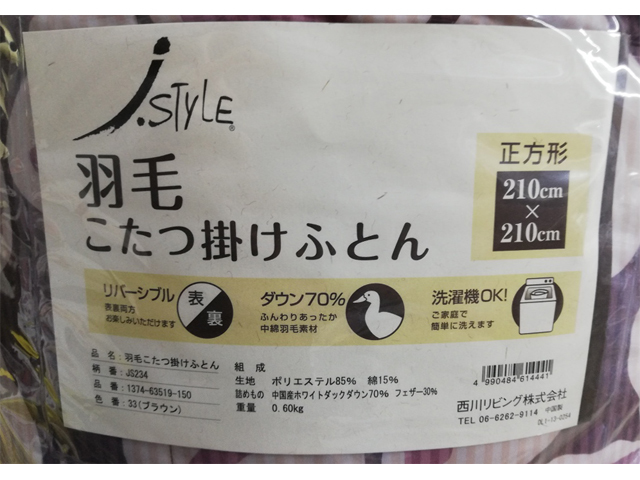 J.STYLE®
羽毛
こたつ掛けふとん
正方形
210cm
×
210cm
リバーシブル
表裏両方
お楽しみいただけます
表
裏
ダウン70%
ふんわりあったか
中綿羽毛素材
洗濯機OK!
ご家庭で
簡単に洗えます
品名:羽毛こたつ掛けふとん
柄番:JS234
品番:1374-63519-150
色番:33(ブラウン)
組成
生地 ポリエステル85% 綿15%
詰めもの 中国産ホワイトダックダウン70% フェザー30%
重量 0.60kg
4 990484 614441
西川リビング株式会社
TEL 06-6262-9114 中国製